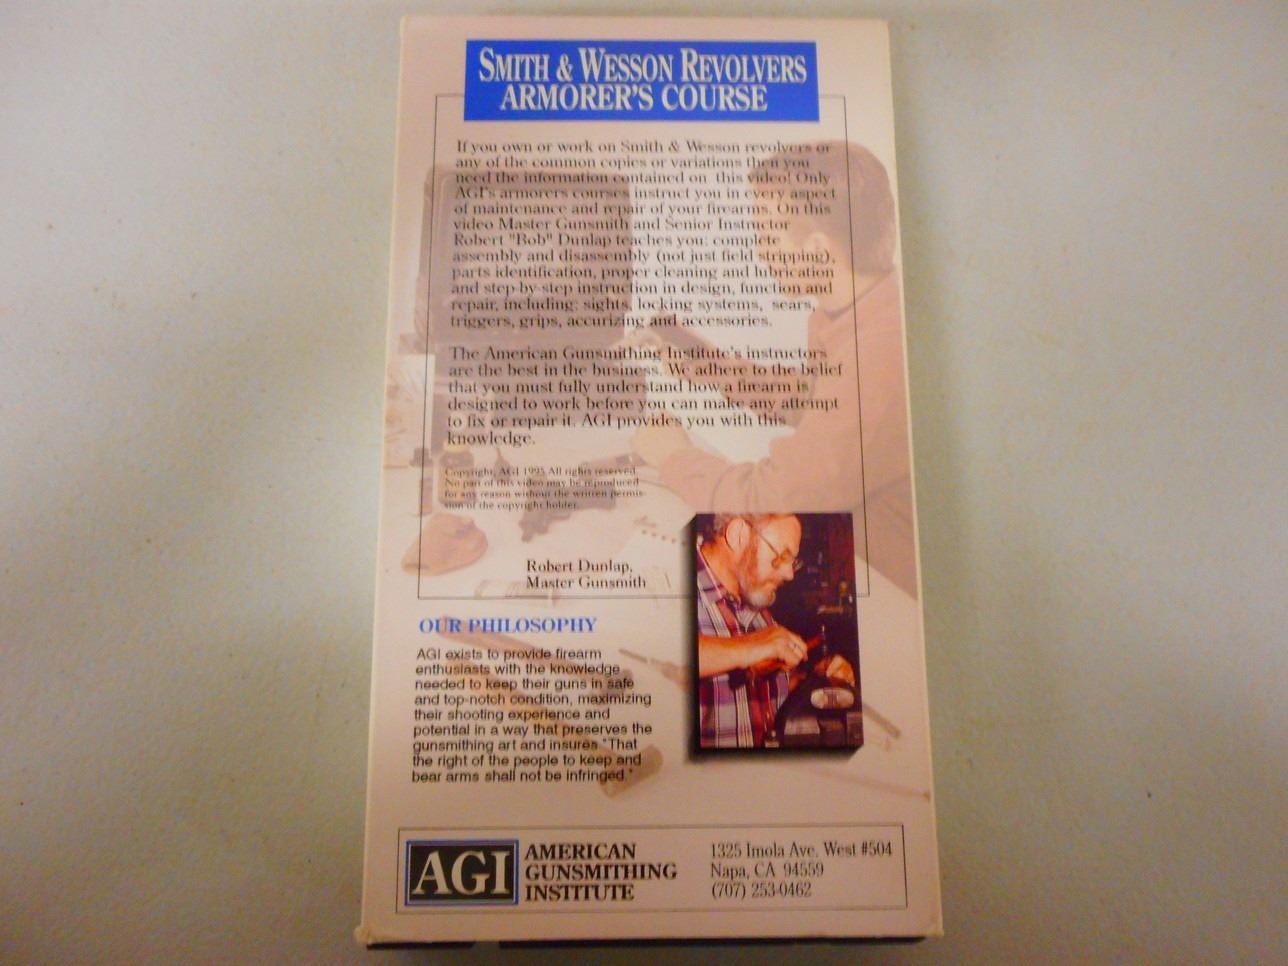 SMITH & WESSON REVOLVERS
ARMORER'S COURSE
If you own or work on Smith & Wesson revolvers or
any of the common copies or variations then you
need the information contained on this video! Only
AGI's armorers courses instruct you in every aspect
of maintenance and repair of your firearms. On this
video Master Gunsmith and Senior Instructor
Robert "Bob" Dunlap teaches you: complete
assembly and disassembly (not just field stripping),
parts identification, proper cleaning and lubrication
and step-by-step instruction in design, function and
repair, including: sights, locking systems, sears,
triggers, grips, accurizing and accessories.
The American Gunsmithing Institute's instructors
are the best in the business. We adhere to the belief
that you must fully understand how a firearm is
designed to work before you can make any attempt
to fix or repair it. AGI provides you with this
knowledge.
Copyright, AGI 1995 All rights reserved.
No part of this video may be reproduced
for any reason without the written permis-
sion of the copyright holder.
Robert Dunlap,
Master Gunsmith
OUR PHILOSOPHY
AGI exists to provide firearm
enthusiasts with the knowledge
needed to keep their guns in safe
and top-notch condition, maximizing
their shooting experience and
potential in a way that preserves the
gunsmithing art and insures "That
the right of the people to keep and
bear arms shall not be infringed."
AGI
AMERICAN
GUNSMITHING
INSTITUTE
1325 Imola Ave. West #504
Napa, CA 94559
(707) 253-0462